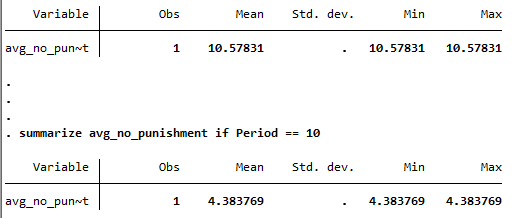 Variable Obs Mean Std. dev. Min Max
avg_no_pun~t 1 10.57831 . 10.57831 10.57831
.
.
.
. summarize avg_no_punishment if Period == 10
Variable Obs Mean Std. dev. Min Max
avg_no_pun~t 1 4.383769 . 4.383769 4.383769